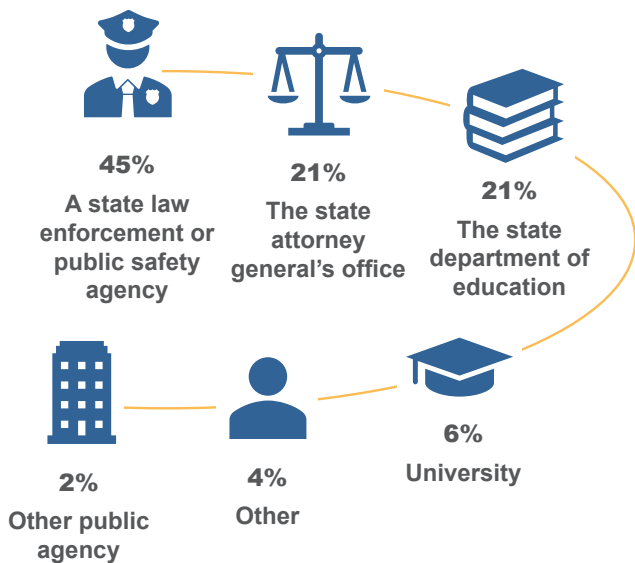 45%
A state law
enforcement or
public safety
agency
21%
The state
attorney
general's office
21%
The state
department of
education
6%
University
4%
Other
2%
Other public
agency